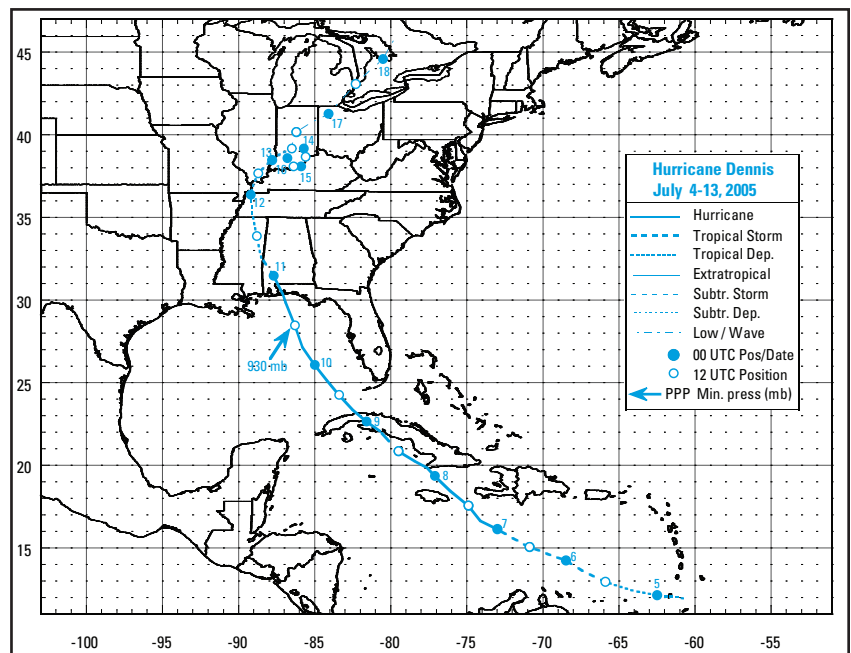 45
40
35
30
25
20
15
-100
-95
-90
-85
-80
-75
-70
-65
-60
-55
18
17
14
13
15
12
11
930 mb
10
9
8
7
6
5
Hurricane Dennis
July 4-13, 2005
Hurricane
Tropical Storm
Tropical Dep.
Extratropical
Subtr. Storm
Subtr. Dep.
Low / Wave
00 UTC Pos/Date
12 UTC Position
PPP Min. press (mb)